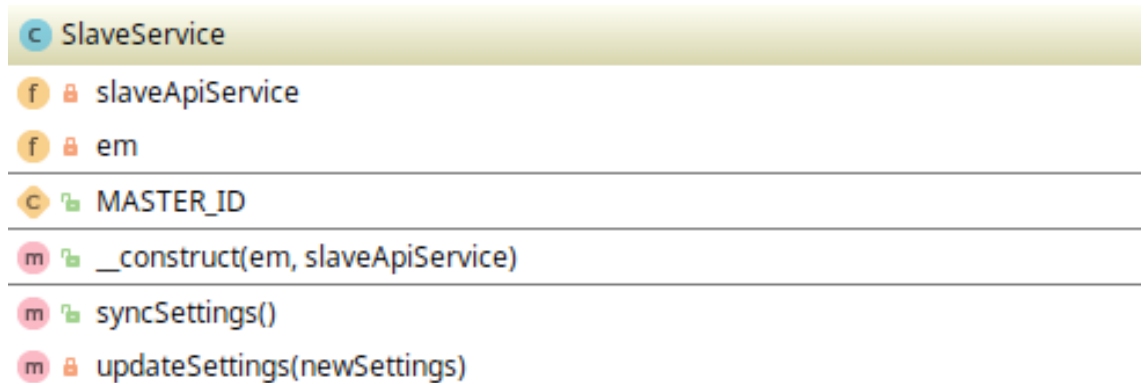 C SlaveService
f slaveApiService
f em
C MASTER_ID
m __construct(em, slaveApiService)
m syncSettings()
m updateSettings(newSettings)